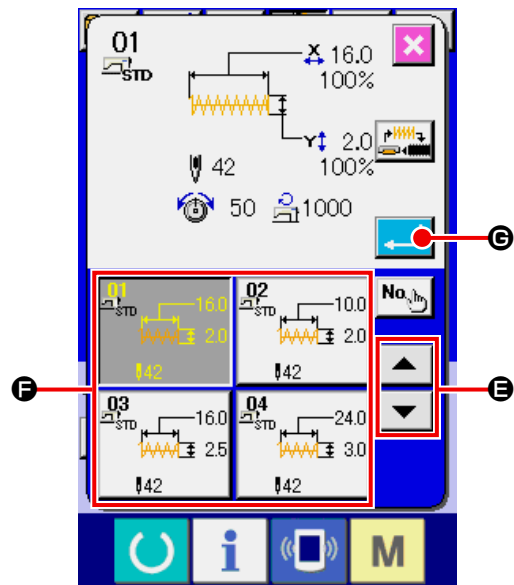 01
STD
X 16.0
100%
Y 2.0
100%
42
50 1000
G
01 STD 16.0 2.0 42
02 STD 10.0 2.0 42
No.
E
F
03 STD 16.0 2.5 42
04 STD 24.0 3.0 42
i M